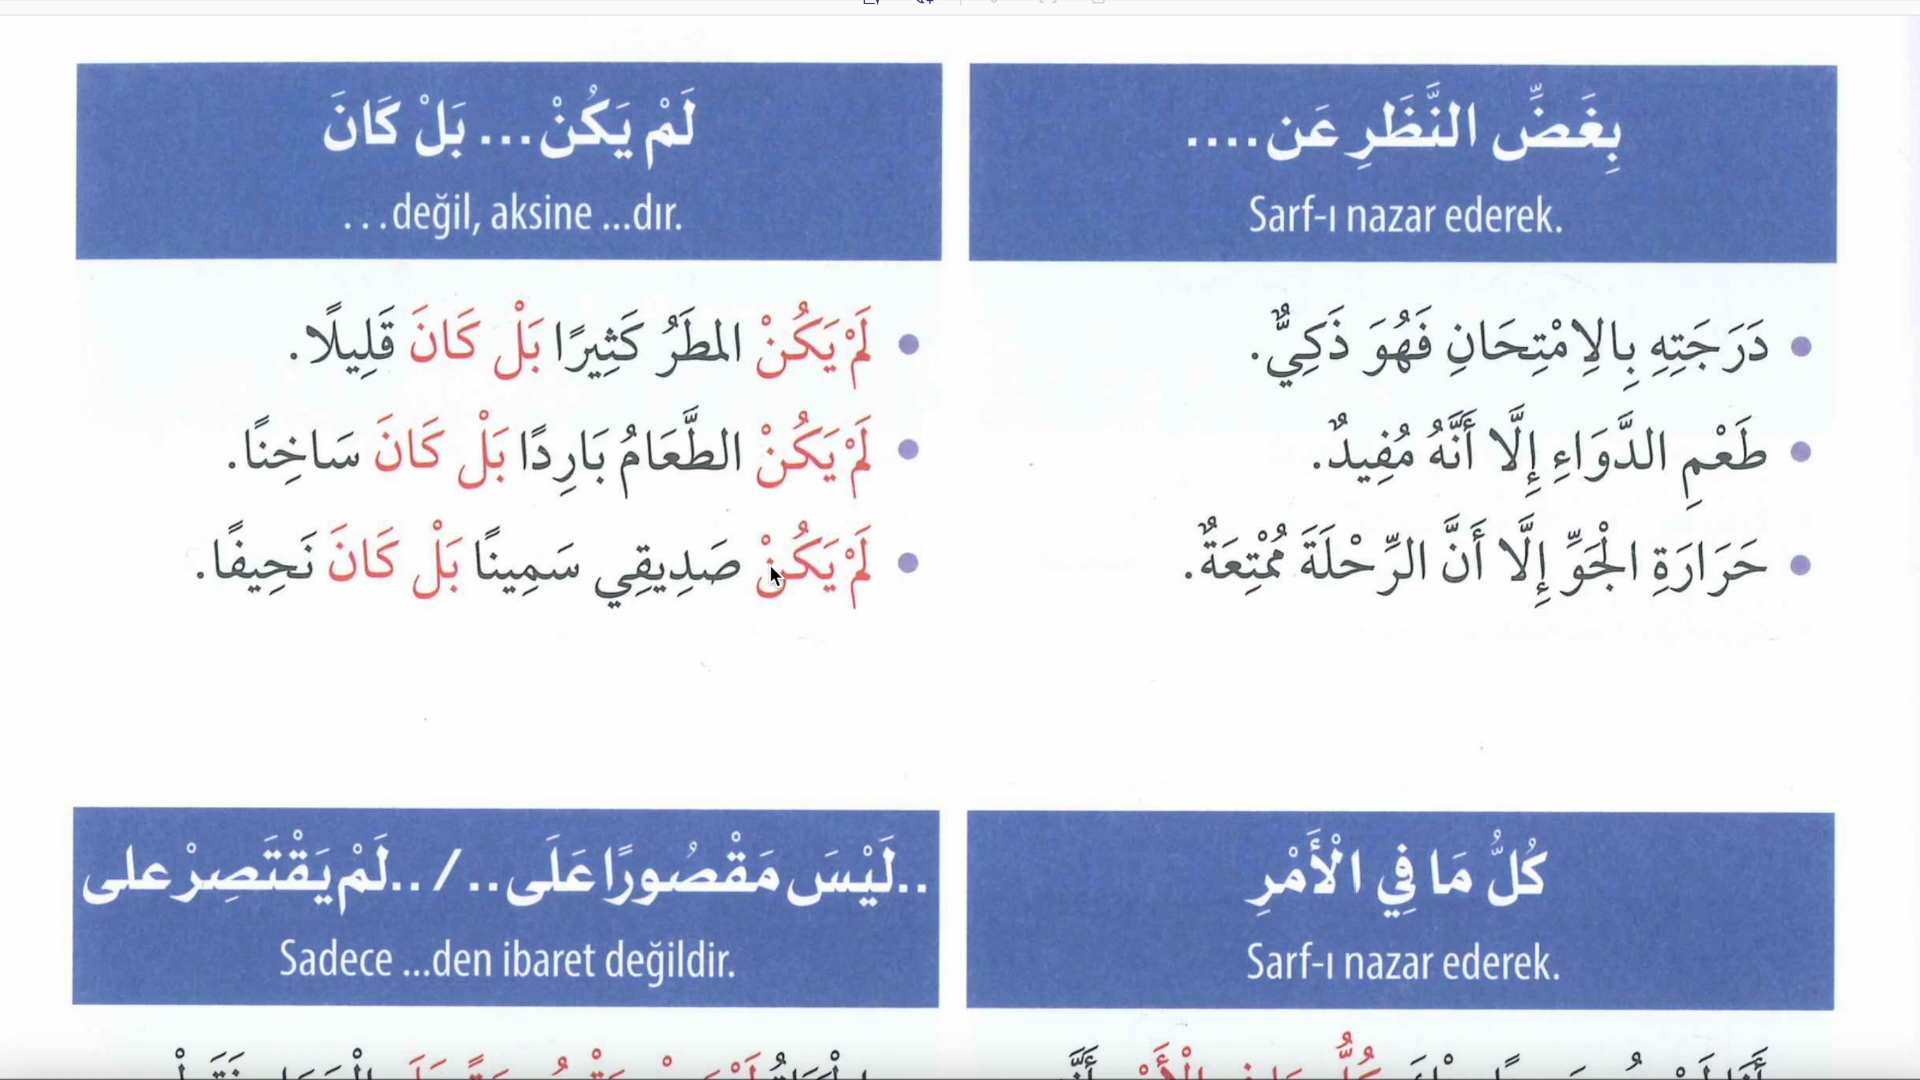 بِغَضِّ النَّظَرِ عَن....
Sarf-ı nazar ederek.
دَرَجَتِهِ بِالِامْتِحَانِ فَهُوَ ذَكِيٌّ.
طَعْمِ الدَّوَاءِ إِلَّا أَنَّهُ مُفِيدٌ.
حَرَارَةِ الْجَوِّ إِلَّا أَنَّ الرِّحْلَةَ مُمْتِعَةٌ.
لَمْ يَكُنْ... بَلْ كَانَ
...değil, aksine ...dır.
لَمْ يَكُنْ المطَرُ كَثِيرًا بَلْ كَانَ قَلِيلًا.
لَمْ يَكُنْ الطَّعَامُ بَارِدًا بَلْ كَانَ سَاخِنًا.
لَمْ يَكُنْ صَدِيقِي سَمِينًا بَلْ كَانَ نَحِيفًا.
كُلُّ مَا فِي الْأَمْرِ
Sarf-ı nazar ederek.
..لَيْسَ مَقْصُورًا عَلَى.. / ..لَمْ يَقْتَصِرْ على
Sadece ...den ibaret değildir.